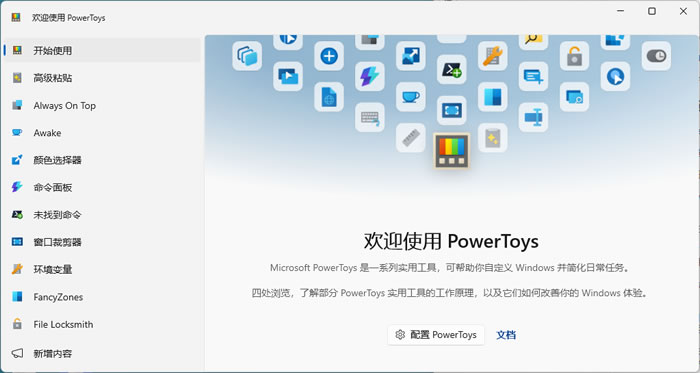 欢迎使用 PowerToys
开始使用
高级粘贴
Always On Top
Awake
颜色选择器
命令面板
未找到命令
窗口裁剪器
环境变量
FancyZones
File Locksmith
新增内容
欢迎使用 PowerToys
Microsoft PowerToys 是一系列实用工具，可帮助你自定义 Windows 并简化日常任务。
四处浏览，了解部分 PowerToys 实用工具的工作原理，以及它们如何改善你的 Windows 体验。
配置 PowerToys
文档